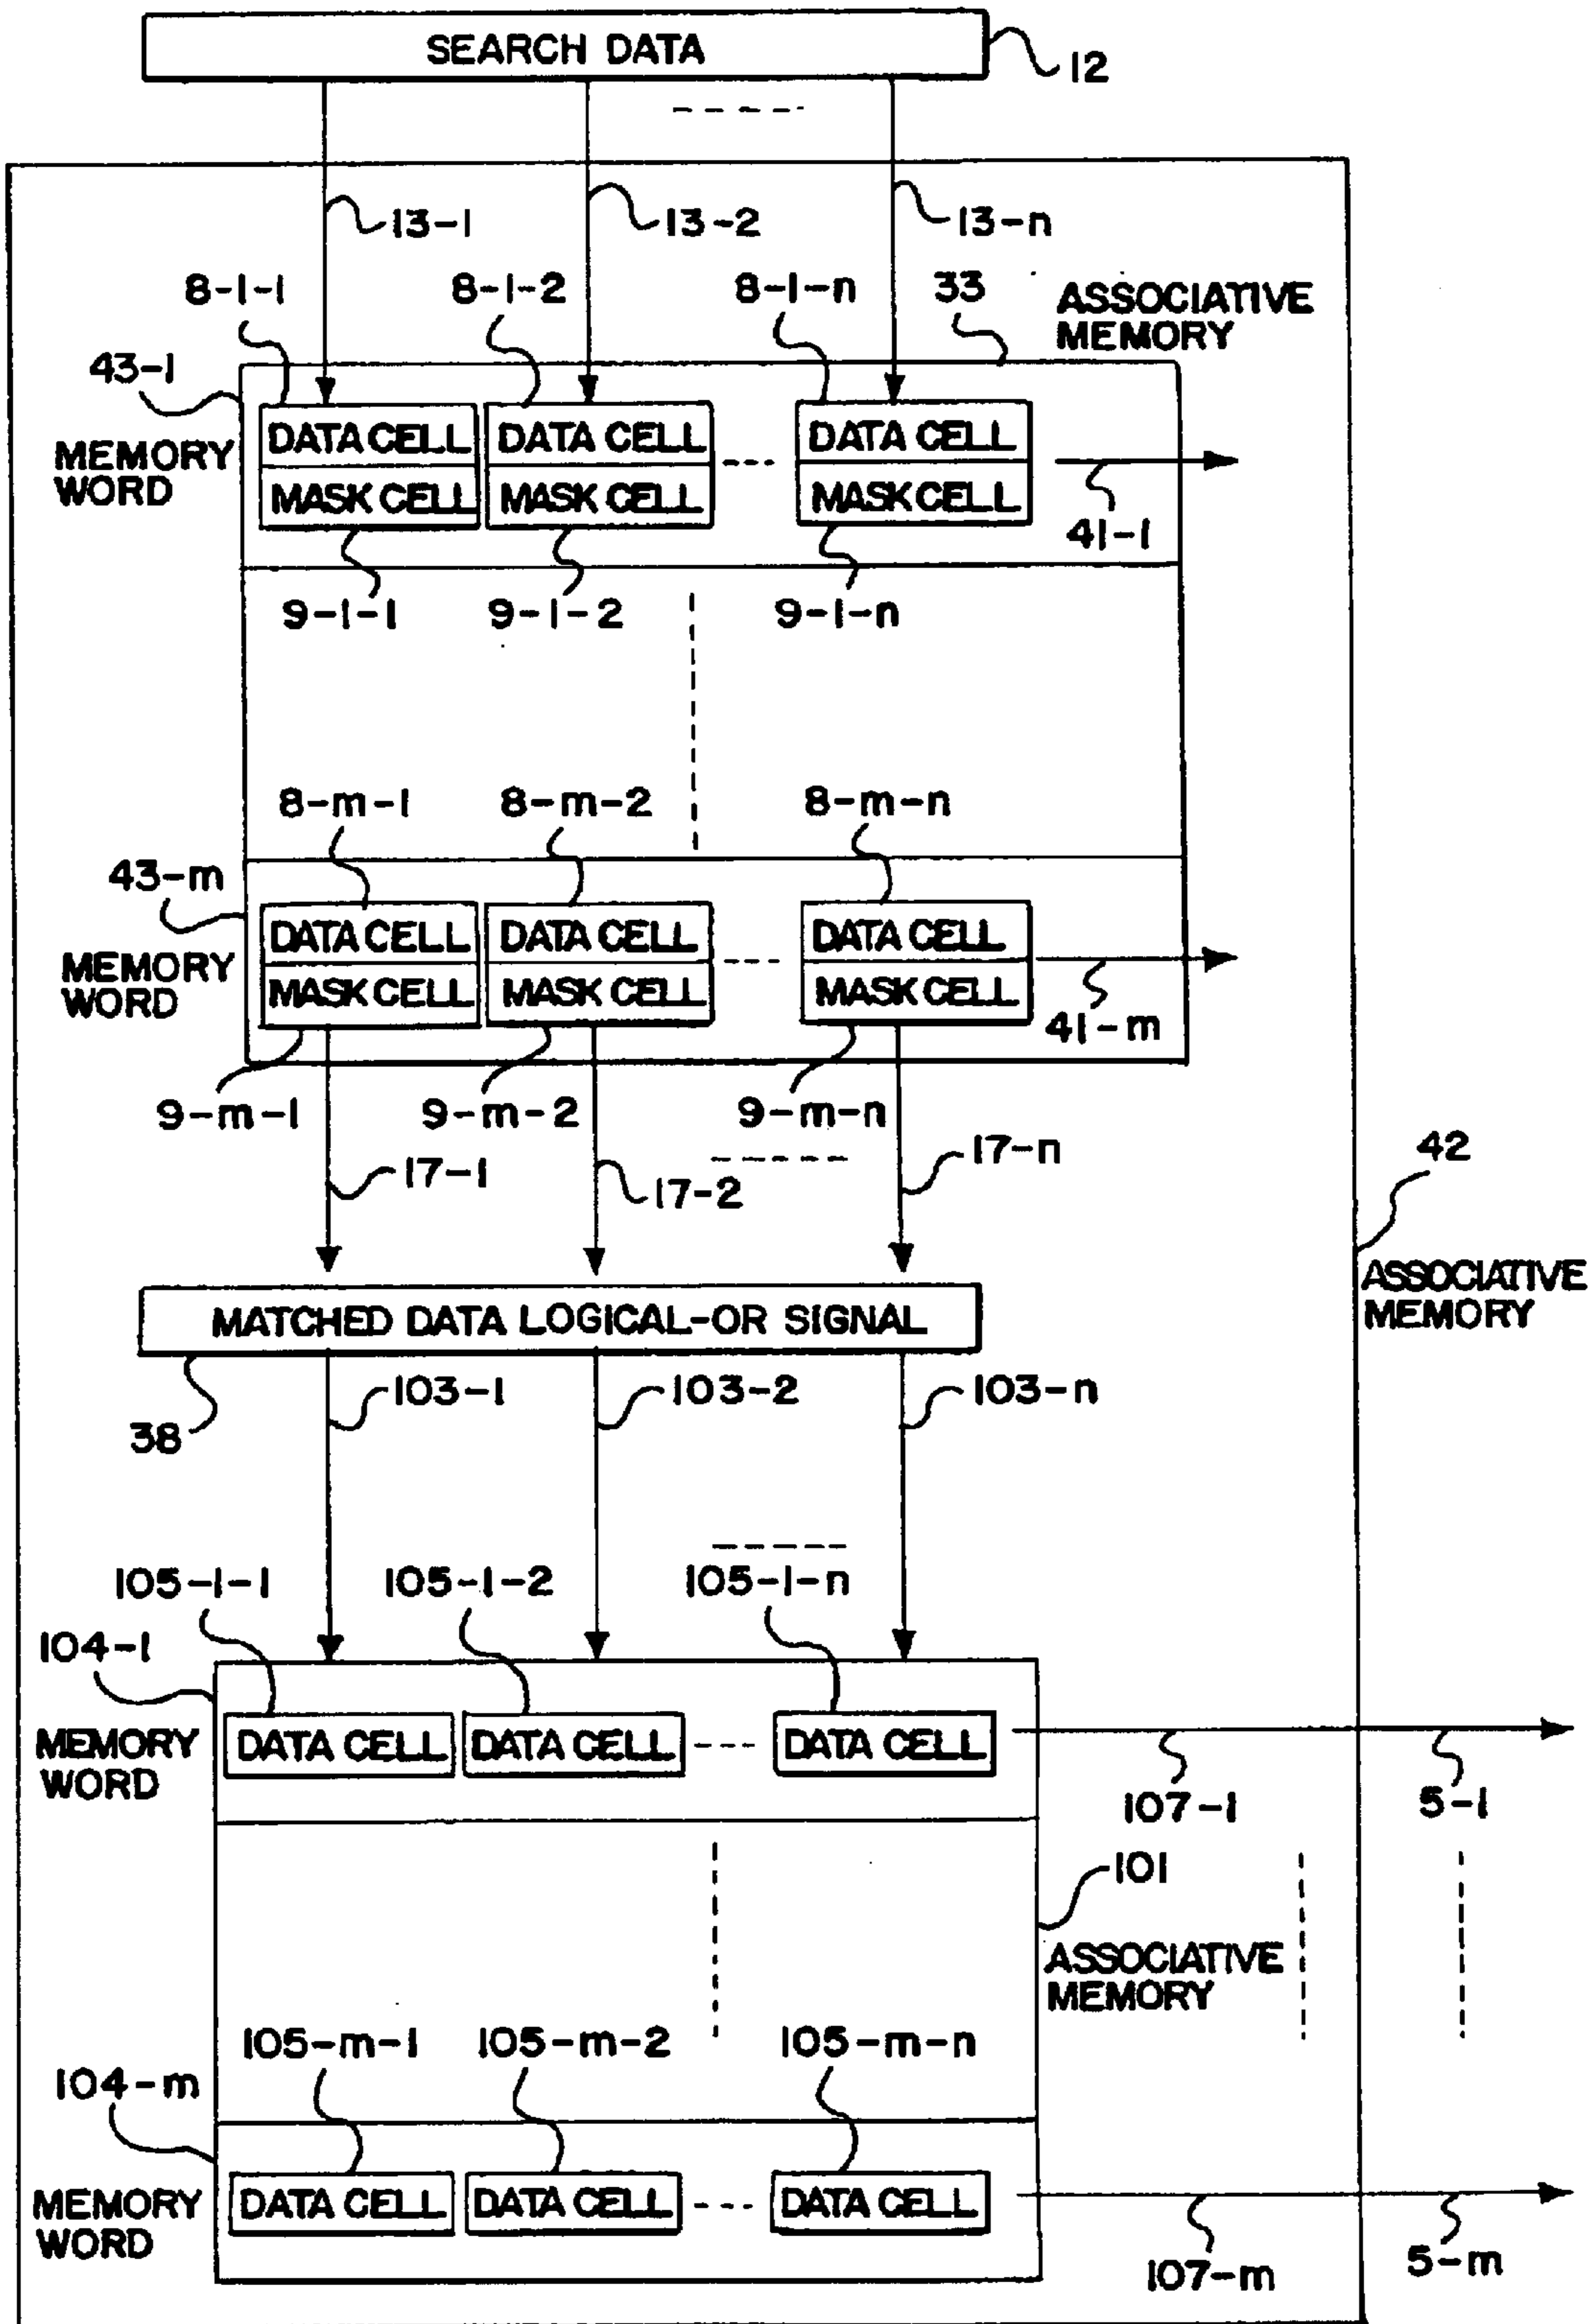 SEARCH DATA
12
13-1
13-2
13-n
8-1-1
8-1-2
8-1-n
33
ASSOCIATIVE
MEMORY
43-1
MEMORY
WORD
DATA CELL
DATA CELL
DATA CELL
MASK CELL
MASK CELL
MASK CELL
41-1
9-1-1
9-1-2
9-1-n
8-m-1
8-m-2
8-m-n
43-m
MEMORY
WORD
DATA CELL
DATA CELL
DATA CELL
MASK CELL
MASK CELL
MASK CELL
41-m
9-m-1
9-m-2
9-m-n
17-1
17-2
17-n
42
ASSOCIATIVE
MEMORY
MATCHED DATA LOGICAL-OR SIGNAL
38
103-1
103-2
103-n
105-1-1
105-1-2
105-1-n
104-1
MEMORY
WORD
DATA CELL
DATA CELL
DATA CELL
107-1
5-1
101
ASSOCIATIVE
MEMORY
105-m-1
105-m-2
105-m-n
104-m
MEMORY
WORD
DATA CELL
DATA CELL
DATA CELL
107-m
5-m